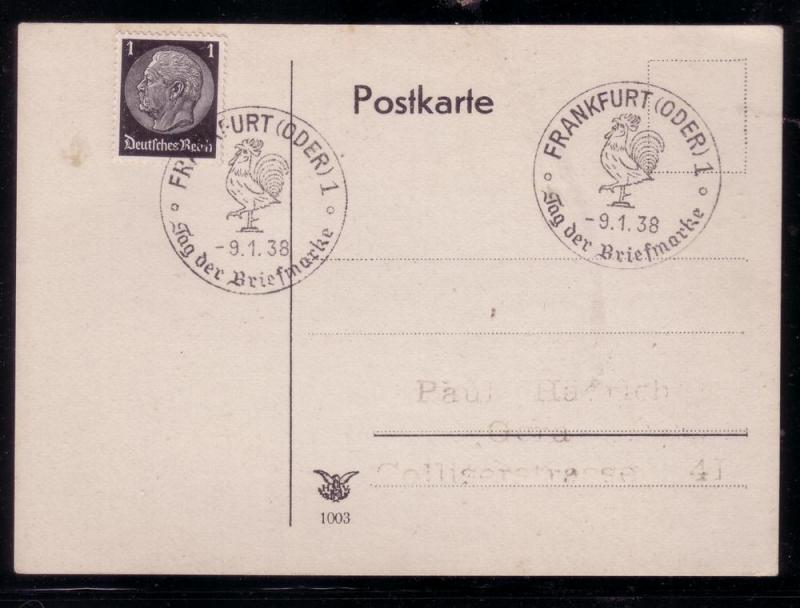 1 1
Deutsches Reich
Postkarte
FRANKFURT (ODER) 1
-9.1.38
Tag der Briefmarke
FRANKFURT (ODER) 1
-9.1.38
Tag der Briefmarke
Paul
Gera
41
1003